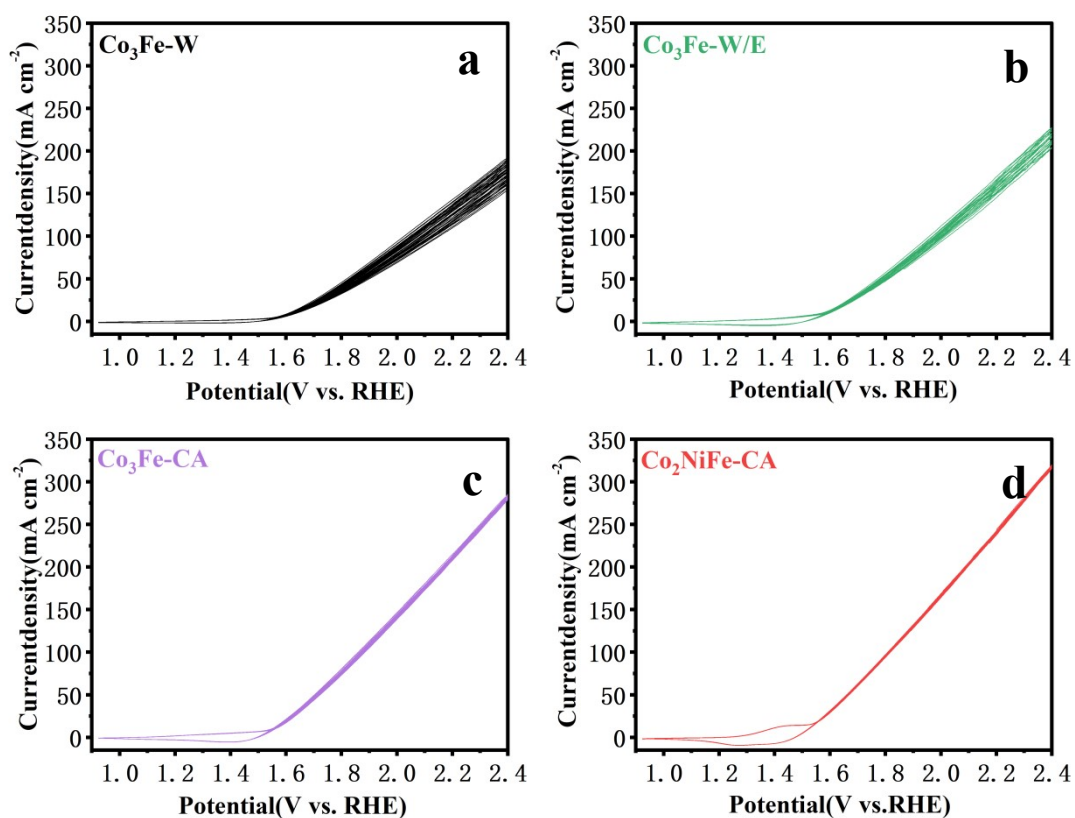 Co₃Fe-W
a
350
300
250
200
150
100
50
0
Currentdensity(mA cm⁻²)
1.0 1.2 1.4 1.6 1.8 2.0 2.2 2.4
Potential(V vs. RHE)
Co₃Fe-W/E
b
350
300
250
200
150
100
50
0
Currentdensity(mA cm⁻²)
1.0 1.2 1.4 1.6 1.8 2.0 2.2 2.4
Potential(V vs. RHE)
Co₃Fe-CA
c
350
300
250
200
150
100
50
0
Currentdensity(mA cm⁻²)
1.0 1.2 1.4 1.6 1.8 2.0 2.2 2.4
Potential(V vs. RHE)
Co₂NiFe-CA
d
350
300
250
200
150
100
50
0
Currentdensity(mA cm⁻²)
1.0 1.2 1.4 1.6 1.8 2.0 2.2 2.4
Potential(V vs.RHE)